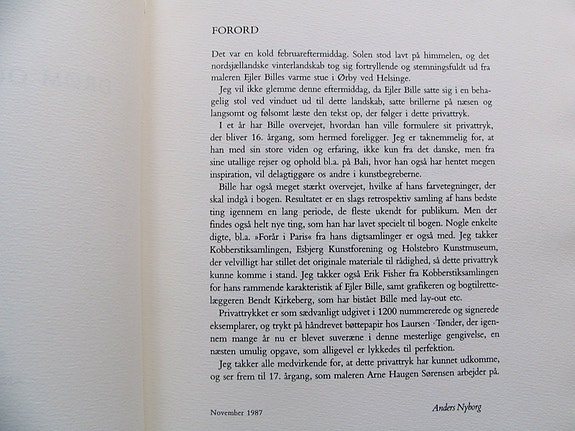 FORORD
Det var en kold februareftermiddag. Solen stod lavt på himmelen, og det
nordsjællandske vinterlandskab tog sig fortryllende og stemningsfuldt ud fra
maleren Ejler Billes varme stue i Ørby ved Helsinge.
Jeg vil ikke glemme denne eftermiddag, da Ejler Bille satte sig i en beha-
gelig stol ved vinduet ud til dette landskab, satte brillerne på næsen og
langsomt og følsomt læste den tekst op, der følger i dette privattryk.
I et år har Bille overvejet, hvordan han ville formulere sit privattryk,
der bliver 16. årgang, som hermed foreligger. Jeg er taknemmelig for, at
han med sin store viden og erfaring, ikke kun fra det danske, men fra
sine utallige rejser og ophold bl.a. på Bali, hvor han også har hentet megen
inspiration, vil delagtiggøre os andre i kunstbegreberne.
Bille har også meget stærkt overvejet, hvilke af hans farvetegninger, der
skal indgå i bogen. Resultatet er en slags retrospektiv samling af hans bedste
ting igennem en lang periode, de fleste ukendt for publikum. Men der
findes også helt nye ting, som han har lavet specielt til bogen. Nogle enkelte
digte, bl.a. »Forår i Paris« fra hans digtsamlinger er også med. Jeg takker
Kobberstiksamlingen, Esbjerg Kunstforening og Holstebro Kunstmuseum,
der velvilligt har stillet det originale materiale til rådighed, så dette privattryk
kunne komme i stand. Jeg takker også Erik Fisher fra Kobberstiksamlingen
for hans rammende karakteristik af Ejler Bille, samt grafikeren og bogtilrette-
læggeren Bendt Kirkeberg, som har bistået Bille med lay-out etc.
Privattrykket er som sædvanligt udgivet i 1200 nummererede og signerede
eksemplarer, og trykt på håndrevet bøttepapir hos Laursen -Tønder, der igen-
nem mange år nu er blevet suveræne i denne mesterlige gengivelse, en
næsten umulig opgave, som alligevel er lykkedes til perfektion.
Jeg takker alle medvirkende for, at dette privattryk har kunnet udkomme,
og ser frem til 17. årgang, som maleren Arne Haugen Sørensen arbejder på.
November 1987
Anders Nyborg